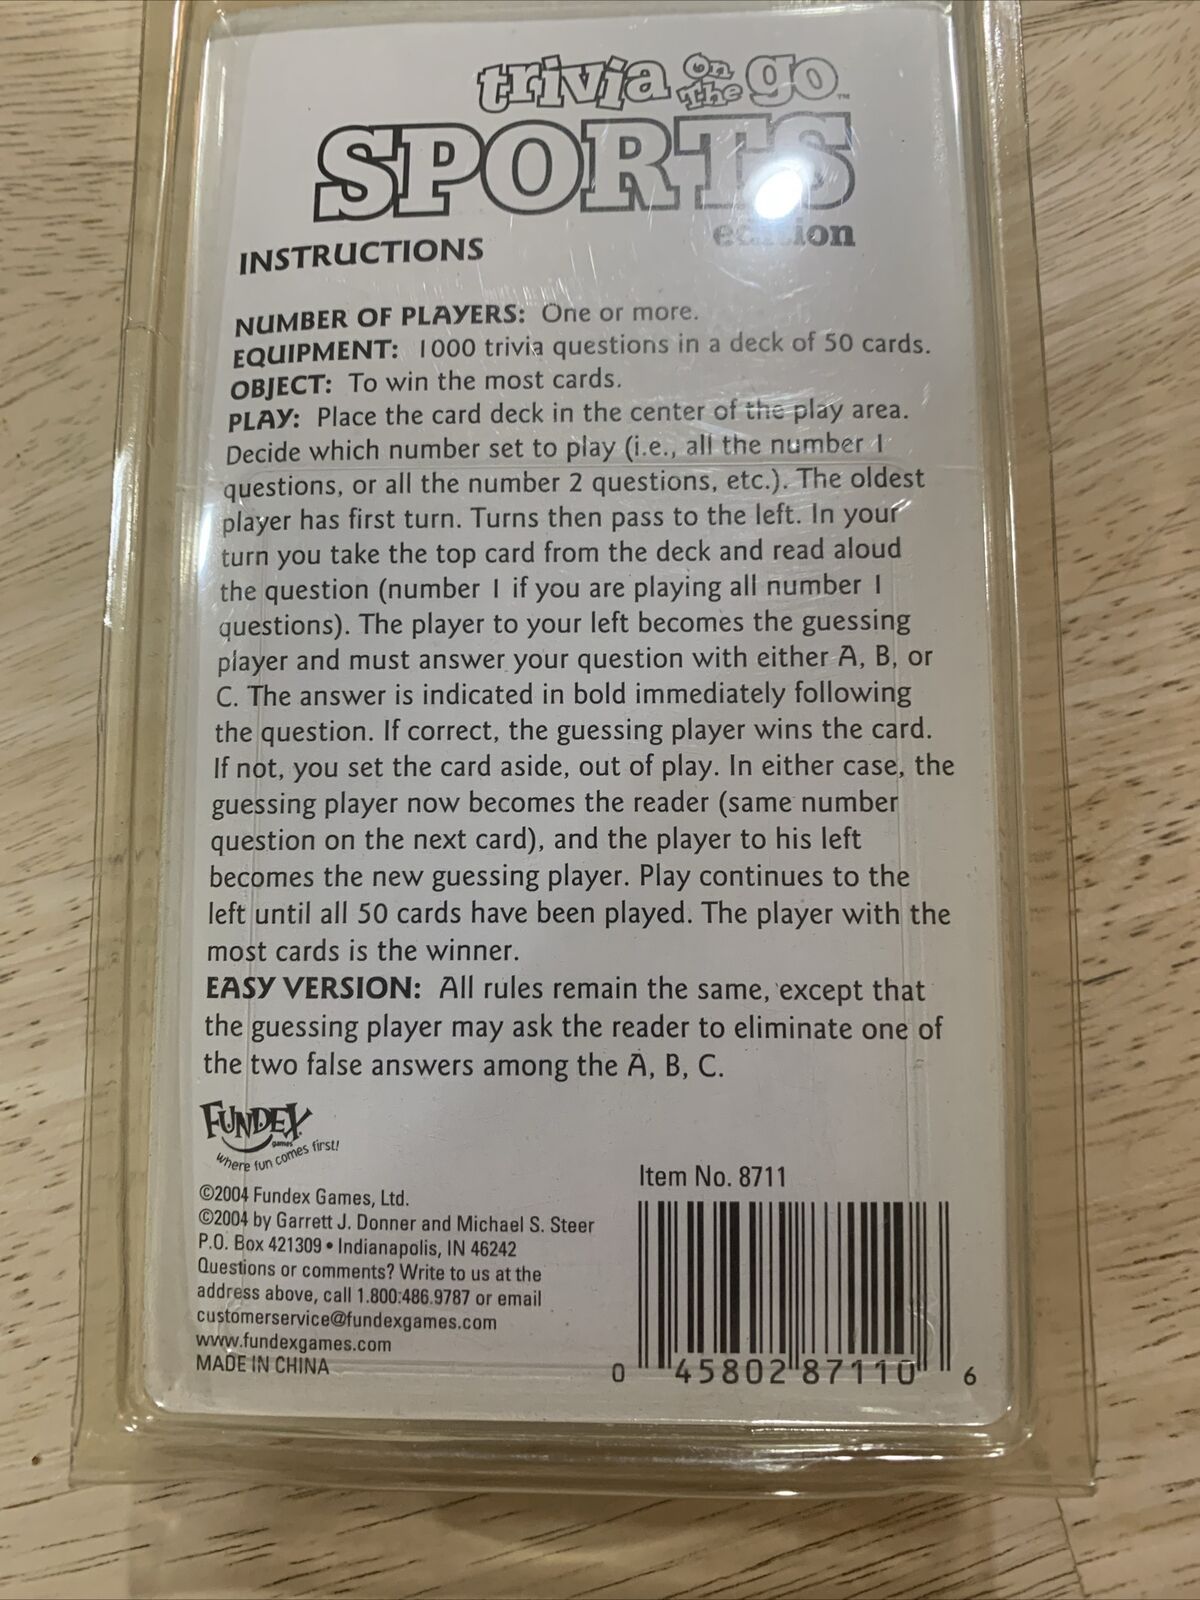 trivia on the go™
SPORTS
edition
INSTRUCTIONS
NUMBER OF PLAYERS: One or more.
EQUIPMENT: 1000 trivia questions in a deck of 50 cards.
OBJECT: To win the most cards.
PLAY: Place the card deck in the center of the play area.
Decide which number set to play (i.e., all the number 1
questions, or all the number 2 questions, etc.). The oldest
player has first turn. Turns then pass to the left. In your
turn you take the top card from the deck and read aloud
the question (number 1 if you are playing all number 1
questions). The player to your left becomes the guessing
player and must answer your question with either A, B, or
C. The answer is indicated in bold immediately following
the question. If correct, the guessing player wins the card.
If not, you set the card aside, out of play. In either case, the
guessing player now becomes the reader (same number
question on the next card), and the player to his left
becomes the new guessing player. Play continues to the
left until all 50 cards have been played. The player with the
most cards is the winner.
EASY VERSION: All rules remain the same, except that
the guessing player may ask the reader to eliminate one of
the two false answers among the A, B, C.
FUNDEX
games
where fun comes first!
©2004 Fundex Games, Ltd.
©2004 by Garrett J. Donner and Michael S. Steer
P.O. Box 421309 • Indianapolis, IN 46242
Questions or comments? Write to us at the
address above, call 1.800.486.9787 or email
customerservice@fundexgames.com
www.fundexgames.com
MADE IN CHINA
Item No. 8711
0 45802 87110 6